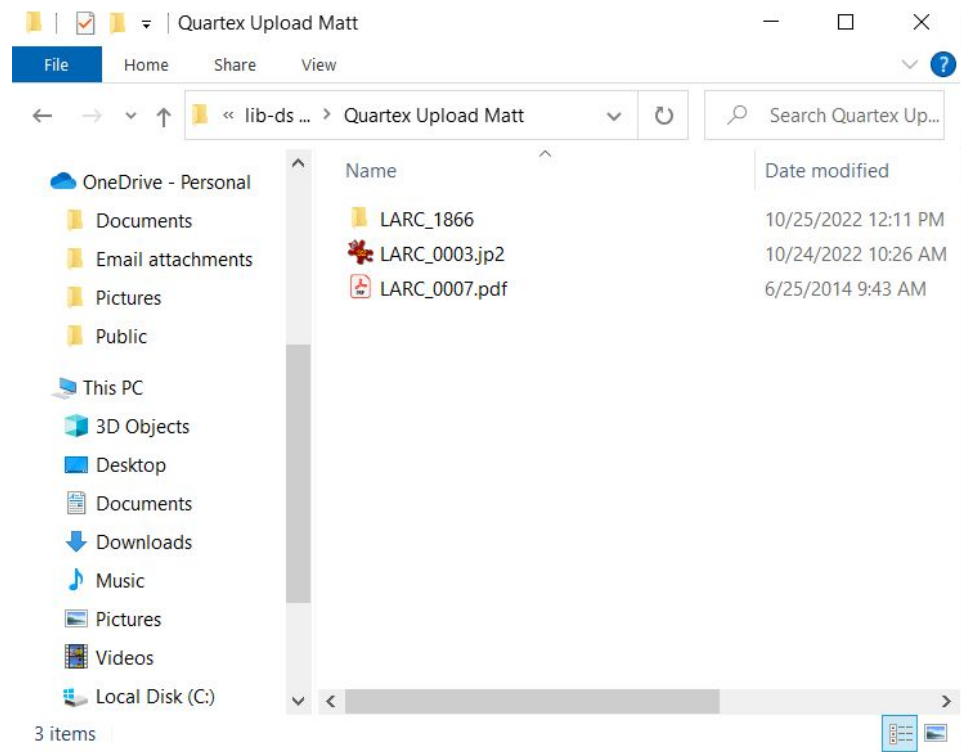 Quartex Upload Matt
File Home Share View
« lib-ds ... > Quartex Upload Matt Search Quartex Up...
Name Date modified
OneDrive - Personal
Documents
Email attachments
Pictures
Public
This PC
3D Objects
Desktop
Documents
Downloads
Music
Pictures
Videos
Local Disk (C:)
LARC_1866 10/25/2022 12:11 PM
LARC_0003.jp2 10/24/2022 10:26 AM
LARC_0007.pdf 6/25/2014 9:43 AM
3 items